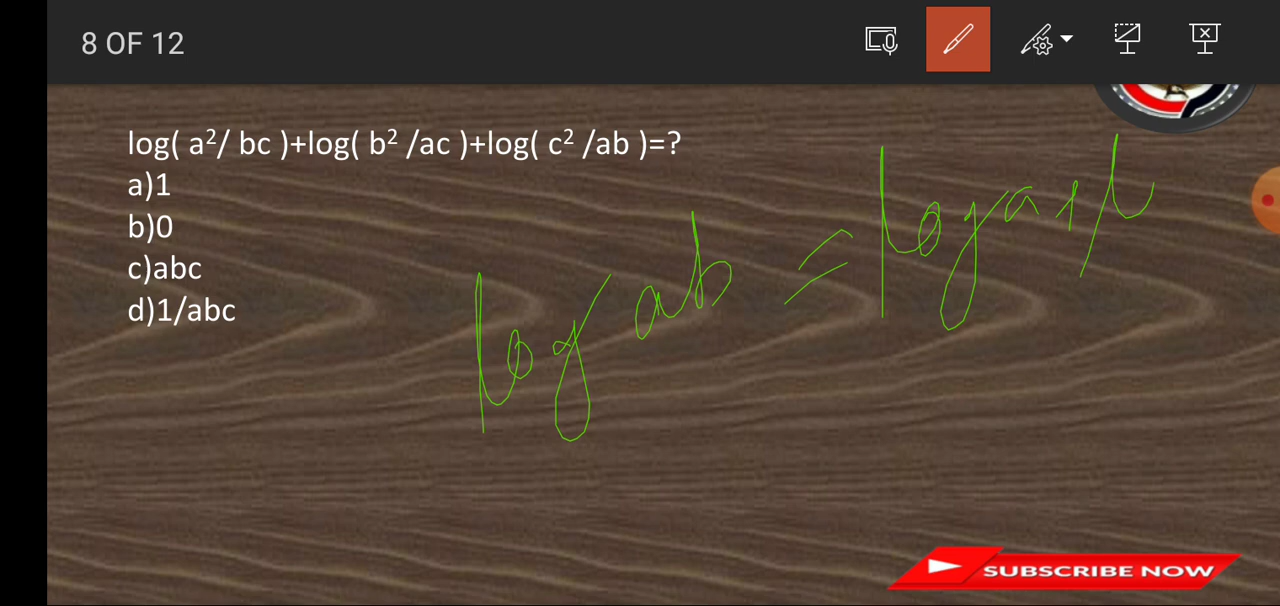 8 OF 12
log( a²/ bc )+log( b² /ac )+log( c² /ab )=?
a)1
b)0
c)abc
d)1/abc
log ab = log a + l
SUBSCRIBE NOW